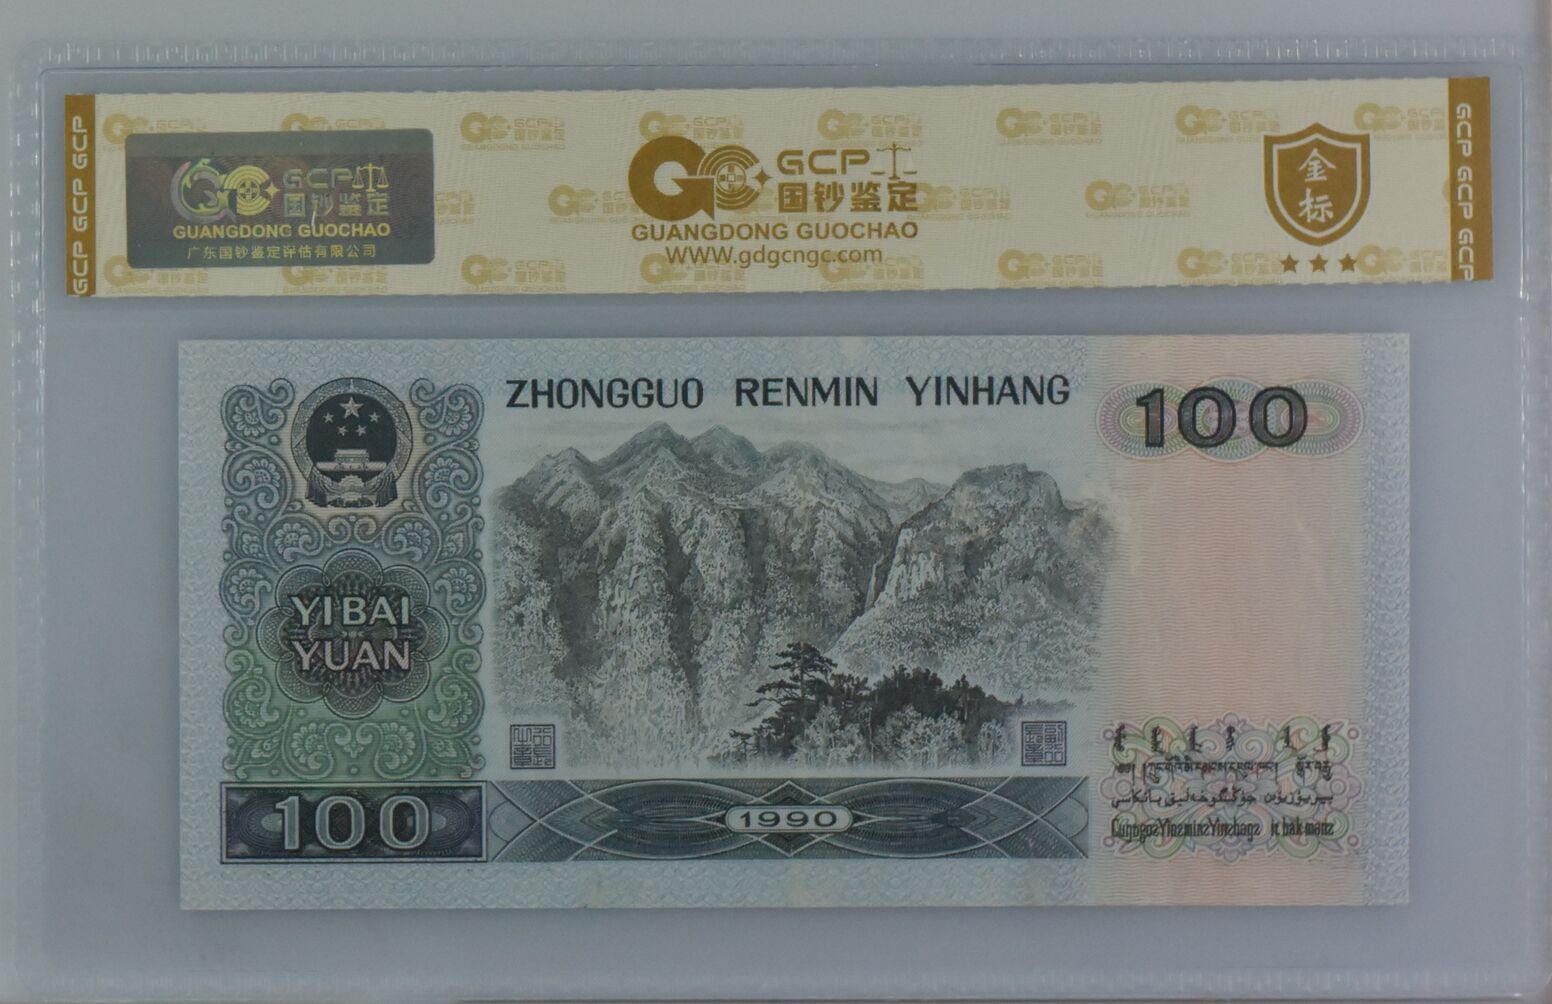 GCP GCP GCP
GCP
国钞鉴定
GUANGDONG GUOCHAO
广东国钞鉴定评估有限公司
GCP
国钞鉴定
GUANGDONG GUOCHAO
www.gdgcngc.com
金
标
GCP GCP GCP
ZHONGGUO RENMIN YINHANG
100
YI BAI
YUAN
100
1990